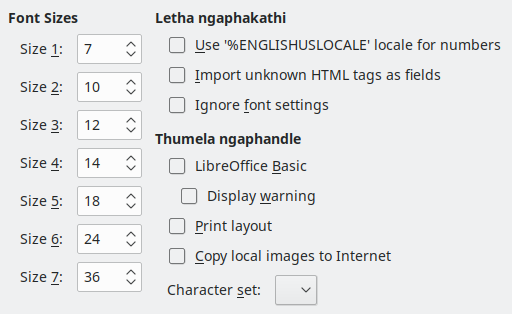 Font Sizes
Size 1: 7
Size 2: 10
Size 3: 12
Size 4: 14
Size 5: 18
Size 6: 24
Size 7: 36
Letha ngaphakathi
Use '%ENGLISHUSLOCALE' locale for numbers
Import unknown HTML tags as fields
Ignore font settings
Thumela ngaphandle
LibreOffice Basic
Display warning
Print layout
Copy local images to Internet
Character set: